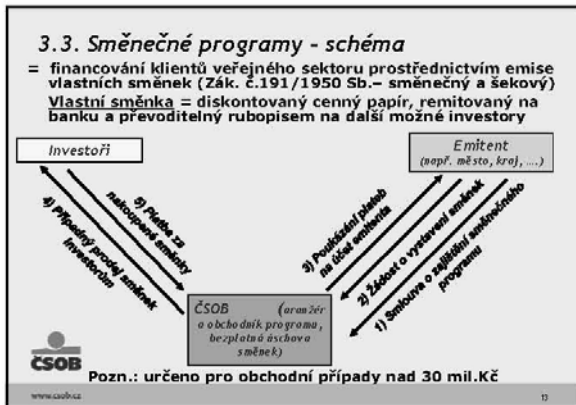 3.3. Směnečné programy - schéma
= financování klientů veřejného sektoru prostřednictvím emise
vlastních směnek (Zák. č.191/1950 Sb.– směnečný a šekový)
Vlastní směnka = diskontovaný cenný papír, remitovaný na
banku a převoditelný rubopisem na další možné investory
Investoři
Emitent
(např. město, kraj, ....)
5) Platba za
nakoupené směnky
4) Případný prodej směnek
investorům
3) Poukázání plateb
na účet emitenta
2) Žádost o vystavení směnek
1) Smlouva o zajištění směnečného
programu
ČSOB (aranžér
a obchodník programu,
bezplatná úschova
směnek)
ČSOB
Pozn.: určeno pro obchodní případy nad 30 mil.Kč
www.csob.cz
13